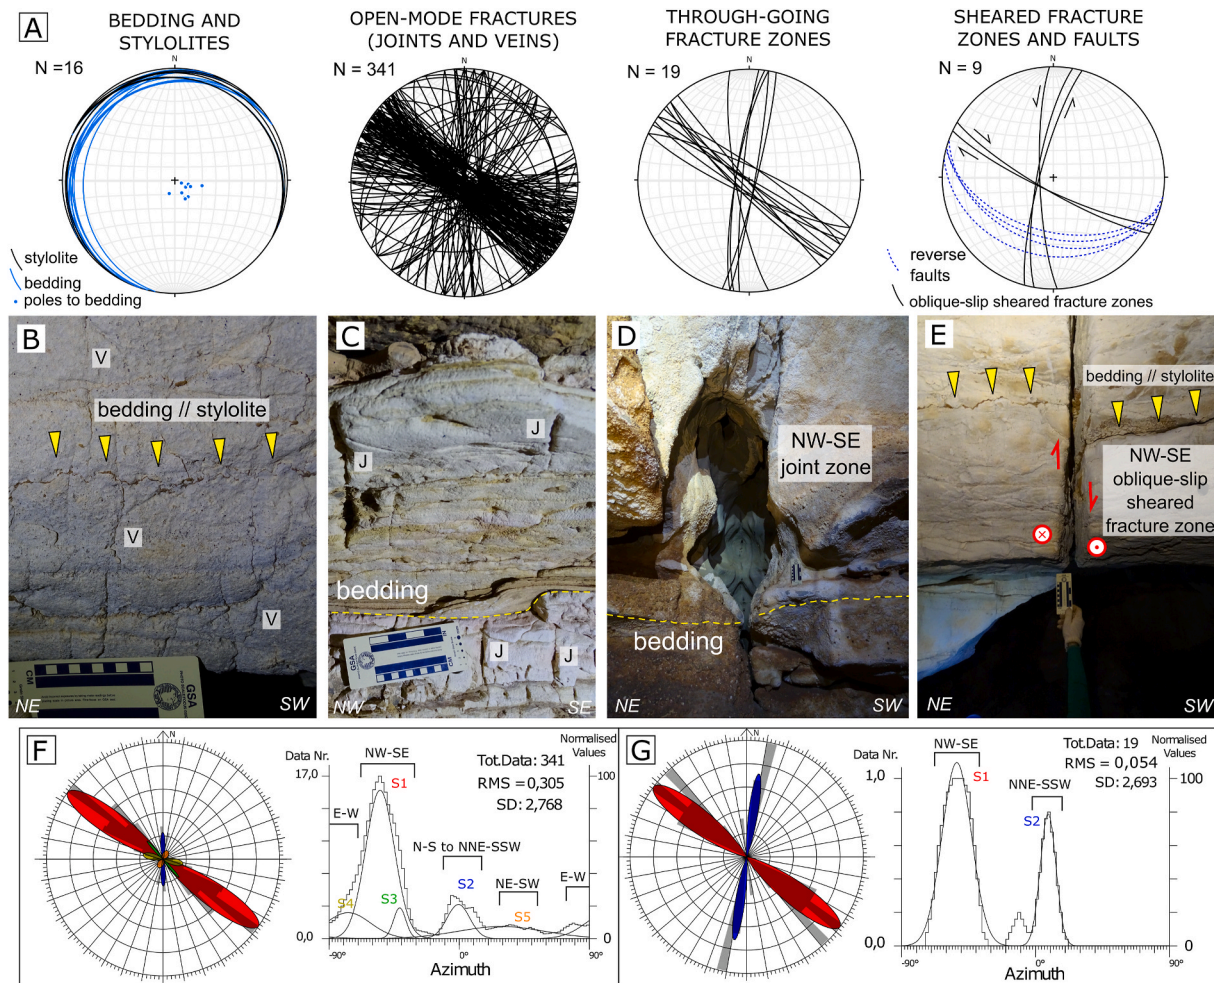 A
BEDDING AND
STYLOLITES
N =16
N
stylolite
bedding
poles to bedding
OPEN-MODE FRACTURES
(JOINTS AND VEINS)
N = 341
N
THROUGH-GOING
FRACTURE ZONES
N = 19
N
SHEARED FRACTURE
ZONES AND FAULTS
N = 9
N
reverse
faults
oblique-slip sheared fracture zones
B
V
bedding // stylolite
V
V
CM
GSA
NE
SW
C
J
J
bedding
J
J
GSA
NW
SE
D
NW-SE
joint zone
bedding
NE
SW
E
bedding // stylolite
NW-SE
oblique-slip
sheared
fracture zone
NE
SW
F
N
Data Nr.
17,0
0,0
NW-SE
S1
E-W
S4
S3
N-S to NNE-SSW
S2
NE-SW
S5
E-W
Tot.Data: 341
RMS = 0,305
SD: 2,768
Normalised
Values
100
0
-90°
0°
90°
Azimuth
G
N
Data Nr.
1,0
0,0
NW-SE
S1
NNE-SSW
S2
Tot.Data: 19
RMS = 0,054
SD: 2,693
Normalised
Values
100
0
-90°
0°
90°
Azimuth